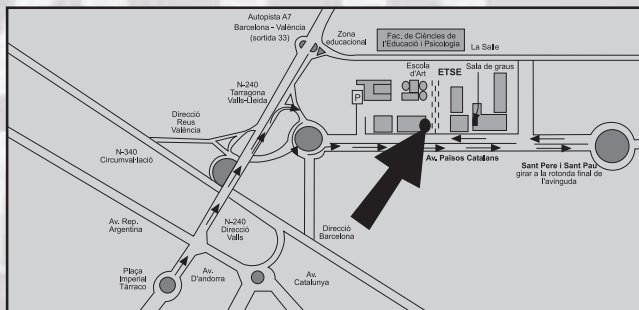 Autopista A7
Barcelona - València
(sortida 33)
Zona
educacional
Fac. de Ciències de
l'Educació i Psicologia
La Salle
Escola
d'Art
ETSE
Sala de graus
N-240
Tarragona
Valls-Lleida
P
Direcció
Reus
València
N-340
Circumval·lació
Av. Països Catalans
Sant Pere i Sant Pau
girar a la rotonda final de
l'avinguda
Av. Rep.
Argentina
N-240
Direcció
Valls
Direcció
Barcelona
Plaça
Imperial
Tàrraco
Av.
D'andorra
Av.
Catalunya